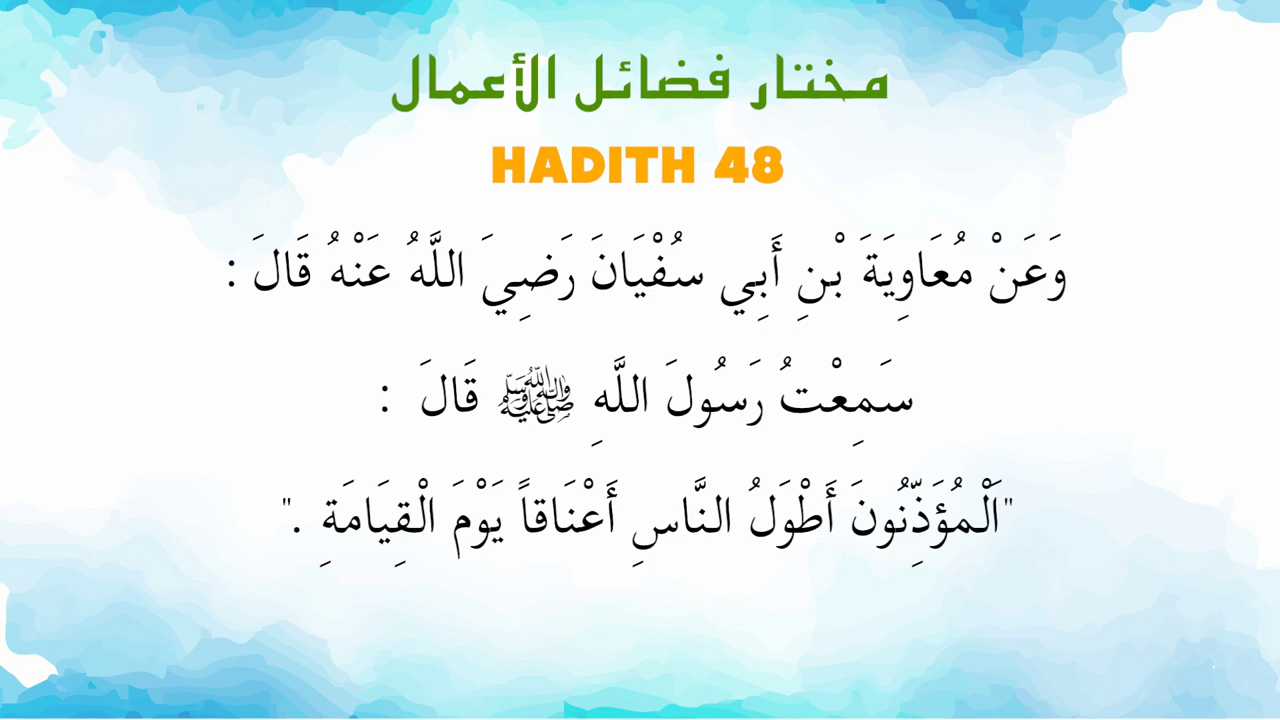 مختار فضائل الأعمال
HADITH 48
وَعَنْ مُعَاوِيَةَ بْنِ أَبِي سُفْيَانَ رَضِيَ اللَّهُ عَنْهُ قَالَ :
سَمِعْتُ رَسُولَ اللَّهِ ﷺ قَالَ :
"اَلْمُؤَذِّنُونَ أَطْوَلُ النَّاسِ أَعْنَاقاً يَوْمَ الْقِيَامَةِ ."